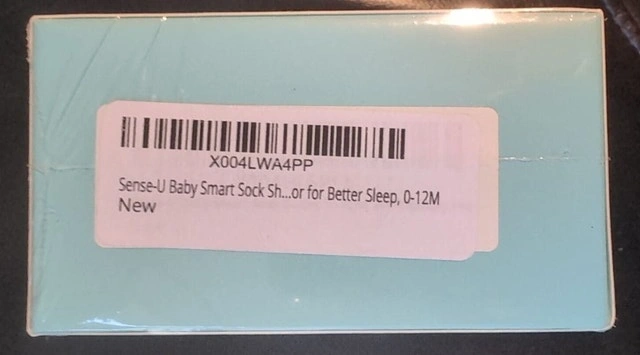 X004LWA4PP
Sense-U Baby Smart Sock Sh...or for Better Sleep, 0-12M
New